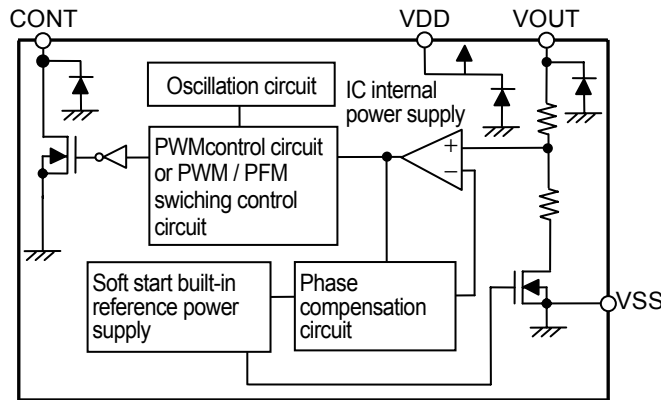 CONT
VDD
VOUT
Oscillation circuit
IC internal
power supply
PWMcontrol circuit
or PWM / PFM
swiching control
circuit
+
−
Soft start built-in
reference power
supply
Phase
compensation
circuit
VSS